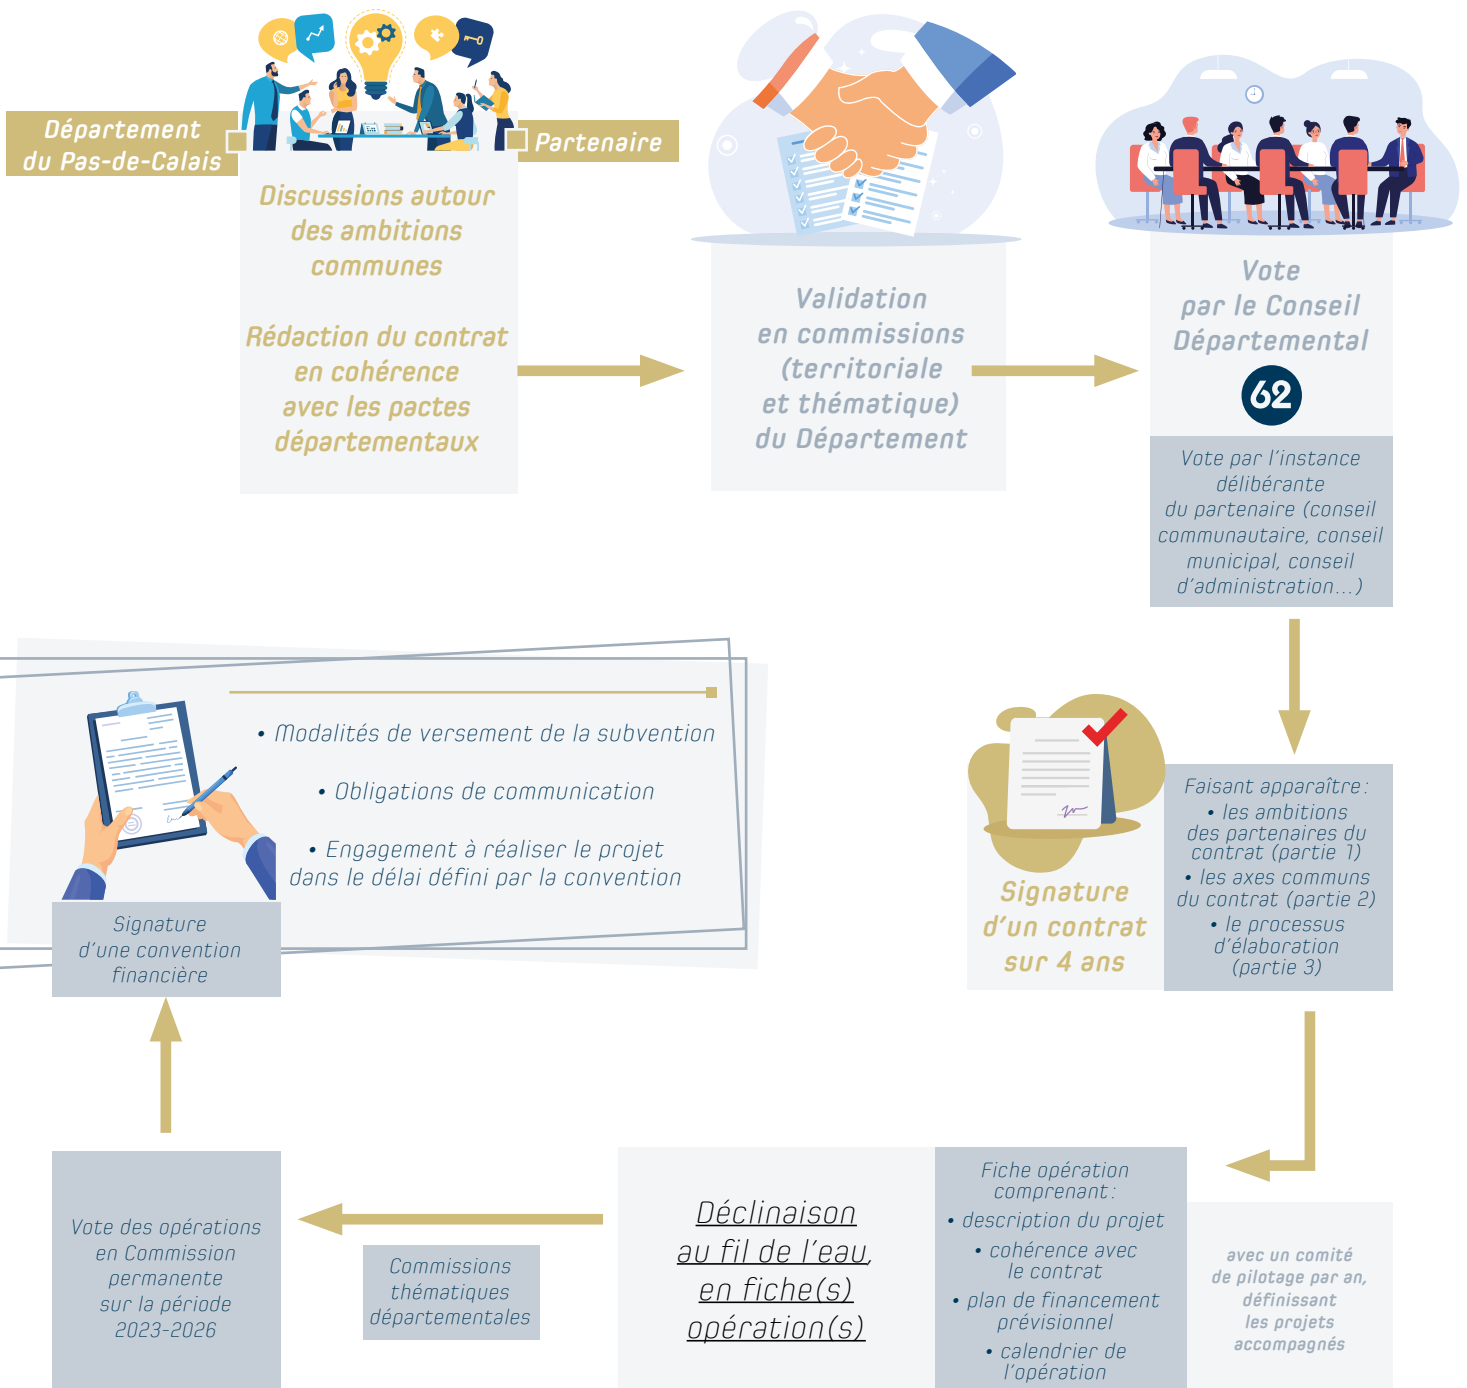 Département
du Pas-de-Calais
Partenaire
Discussions autour
des ambitions
communes
Rédaction du contrat
en cohérence
avec les pactes
départementaux
Validation
en commissions
(territoriale
et thématique)
du Département
Vote
par le Conseil
Départemental
62
Vote par l'instance
délibérante
du partenaire (conseil
communautaire, conseil
municipal, conseil
d'administration...)
Signature
d'un contrat
sur 4 ans
Faisant apparaître :
• les ambitions
des partenaires du
contrat (partie 1)
• les axes communs
du contrat (partie 2)
• le processus
d'élaboration
(partie 3)
avec un comité
de pilotage par an,
définissant
les projets
accompagnés
Fiche opération
comprenant :
• description du projet
• cohérence avec
le contrat
• plan de financement
prévisionnel
• calendrier de
l'opération
Déclinaison
au fil de l'eau,
en fiche(s)
opération(s)
Commissions
thématiques
départementales
Vote des opérations
en Commission
permanente
sur la période
2023-2026
Signature
d'une convention
financière
• Modalités de versement de la subvention
• Obligations de communication
• Engagement à réaliser le projet
dans le délai défini par la convention